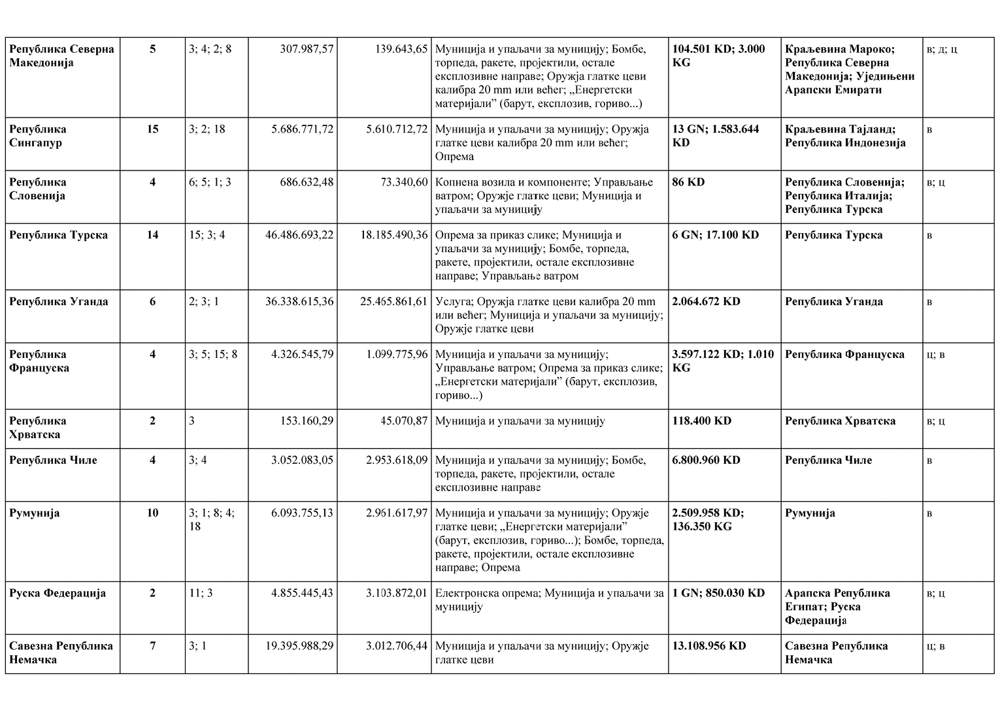 Република Северна
Македонија
5
3; 4; 2; 8
307.987,57
139.643,65
Муниција и упаљачи за муницију; Бомбе,
торпеда, ракете, пројектили, остале
експлозивне направе; Оружја глатке цеви
калибра 20 mm или већег; „Енергетски
материјали” (барут, експлозив, гориво...)
104.501 KD; 3.000
KG
Краљевина Мароко;
Република Северна
Македонија; Уједињени
Арапски Емирати
в; д; ц
Република
Сингапур
15
3; 2; 18
5.686.771,72
5.610.712,72
Муниција и упаљачи за муницију; Оружја
глатке цеви калибра 20 mm или већег;
Опрема
13 GN; 1.583.644
KD
Краљевина Тајланд;
Република Индонезија
в
Република
Словенија
4
6; 5; 1; 3
686.632,48
73.340,60
Копнена возила и компоненте; Управљање
ватром; Оружје глатке цеви; Муниција и
упаљачи за муницију
86 KD
Република Словенија;
Република Италија;
Република Турска
в; ц
Република Турска
14
15; 3; 4
46.486.693,22
18.185.490,36
Опрема за приказ слике; Муниција и
упаљачи за муницију; Бомбе, торпеда,
ракете, пројектили, остале експлозивне
направе; Управљање ватром
6 GN; 17.100 KD
Република Турска
в
Република Уганда
6
2; 3; 1
36.338.615,36
25.465.861,61
Услуга; Оружја глатке цеви калибра 20 mm
или већег; Муниција и упаљачи за муницију;
Оружје глатке цеви
2.064.672 KD
Република Уганда
в
Република
Француска
4
3; 5; 15; 8
4.326.545,79
1.099.775,96
Муниција и упаљачи за муницију;
Управљање ватром; Опрема за приказ слике;
„Енергетски материјали” (барут, експлозив,
гориво...)
3.597.122 KD; 1.010
KG
Република Француска
ц; в
Република
Хрватска
2
3
153.160,29
45.070,87
Муниција и упаљачи за муницију
118.400 KD
Република Хрватска
в; ц
Република Чиле
4
3; 4
3.052.083,05
2.953.618,09
Муниција и упаљачи за муницију; Бомбе,
торпеда, ракете, пројектили, остале
експлозивне направе
6.800.960 KD
Република Чиле
в
Румунија
10
3; 1; 8; 4;
18
6.093.755,13
2.961.617,97
Муниција и упаљачи за муницију; Оружје
глатке цеви; „Енергетски материјали”
(барут, експлозив, гориво...); Бомбе, торпеда,
ракете, пројектили, остале експлозивне
направе; Опрема
2.509.958 KD;
136.350 KG
Румунија
в
Руска Федерација
2
11; 3
4.855.445,43
3.103.872,01
Електронска опрема; Муниција и упаљачи за
муницију
1 GN; 850.030 KD
Арапска Република
Египат; Руска
Федерација
в; ц
Савезна Република
Немачка
7
3; 1
19.395.988,29
3.012.706,44
Муниција и упаљачи за муницију; Оружје
глатке цеви
13.108.956 KD
Савезна Република
Немачка
ц; в